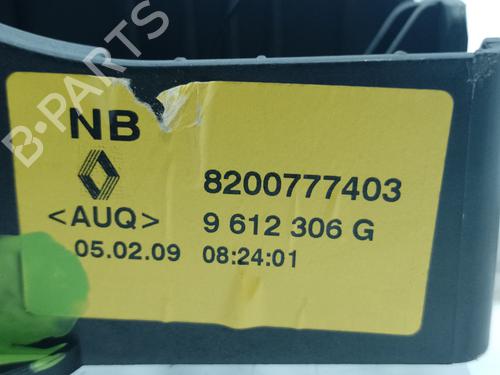 B-PARTS
NB
8200777403
<AUQ> 9 612 306 G
05.02.09 08:24:01